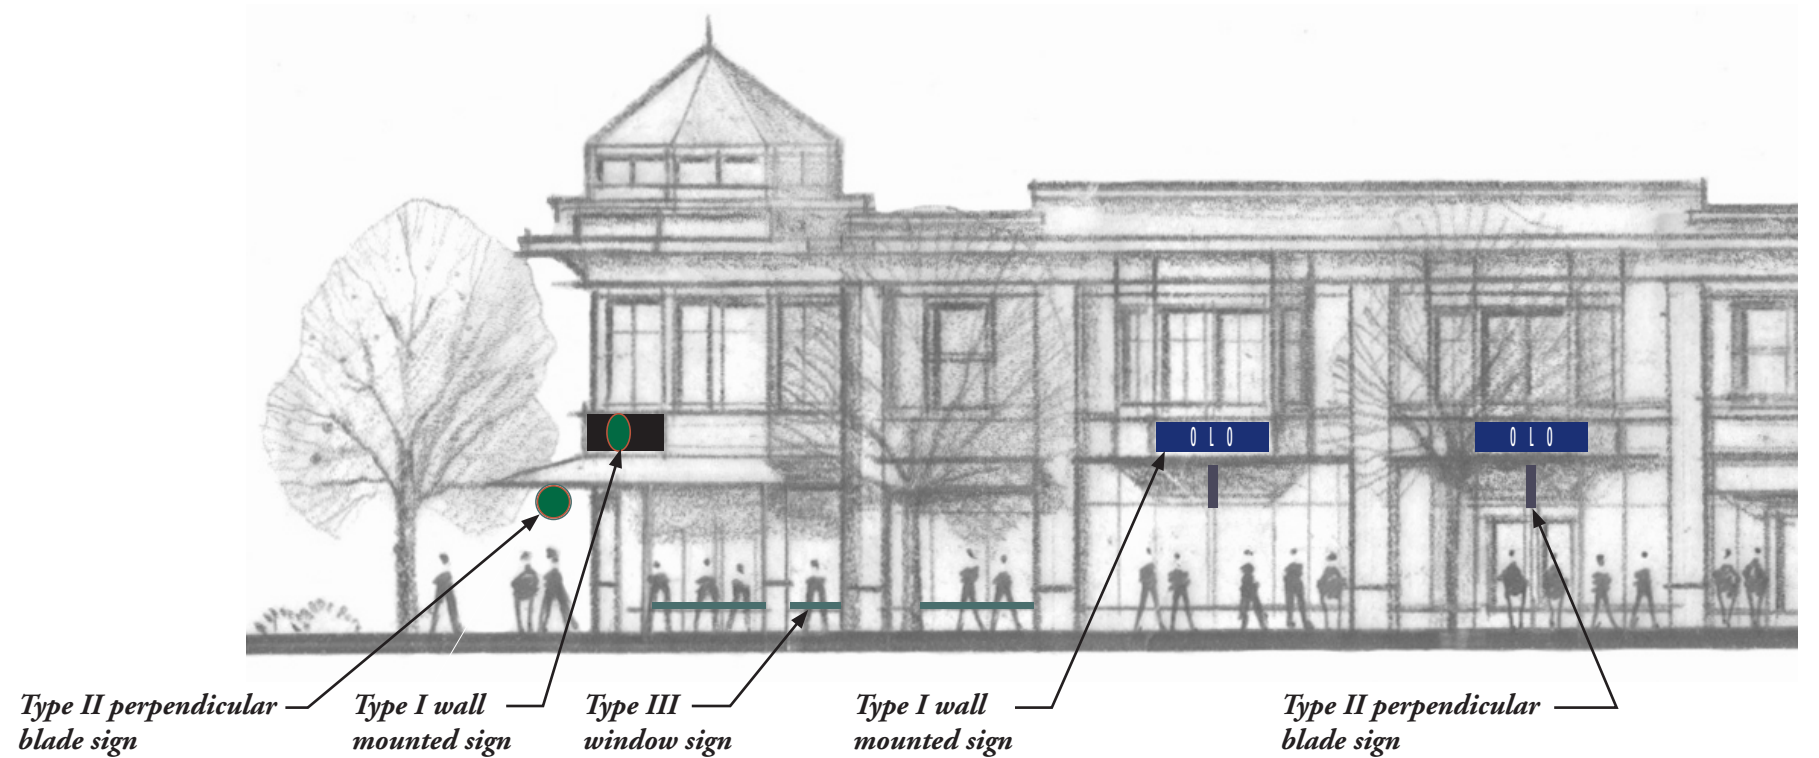 OLO
OLO
Type II perpendicular
blade sign
Type I wall
mounted sign
Type III
window sign
Type I wall
mounted sign
Type II perpendicular
blade sign